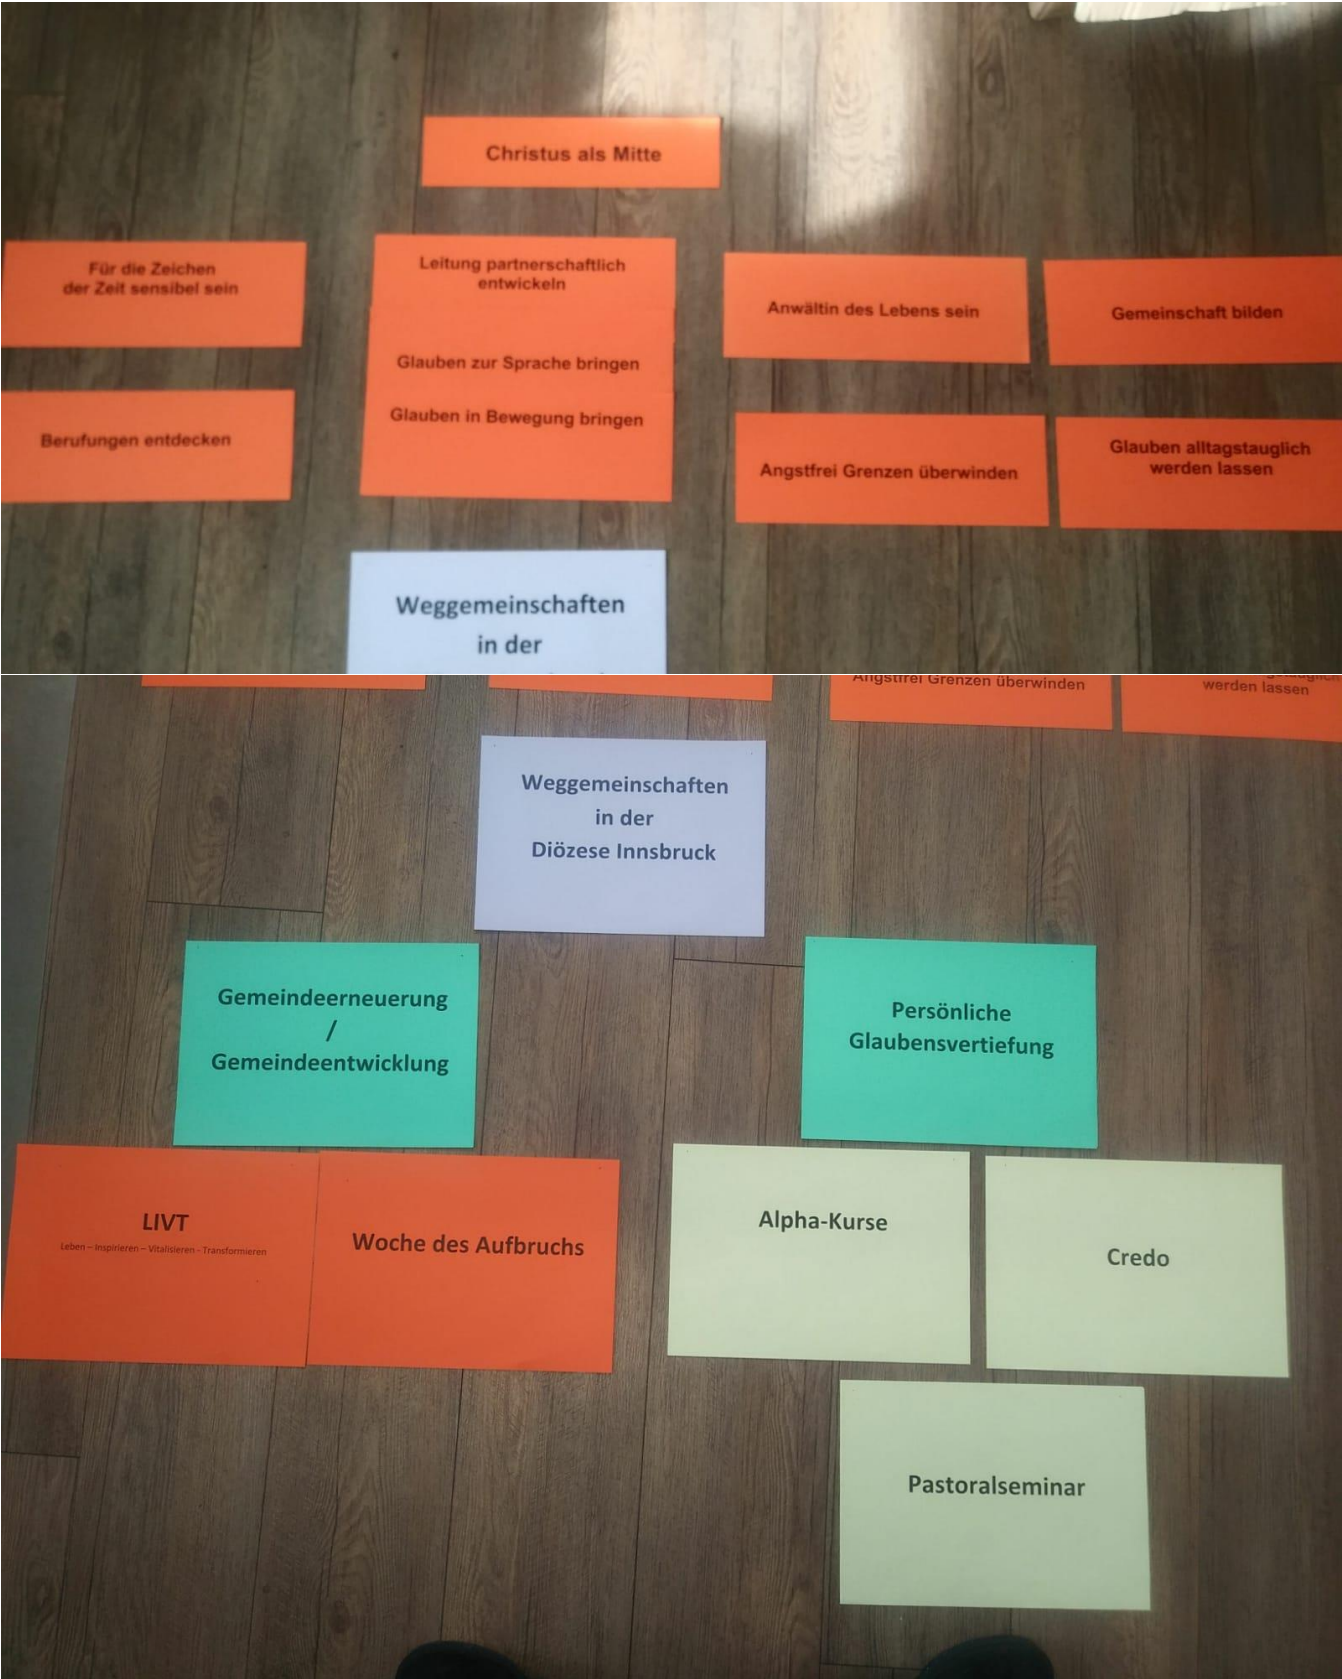 Christus als Mitte
Für die Zeichen
der Zeit sensibel sein
Leitung partnerschaftlich
entwickeln
Anwältin des Lebens sein
Gemeinschaft bilden
Glauben zur Sprache bringen
Glauben in Bewegung bringen
Berufungen entdecken
Angstfrei Grenzen überwinden
Glauben alltagstauglich
werden lassen
Weggemeinschaften
in der
Angstfrei Grenzen überwinden
werden lassen
Weggemeinschaften
in der
Diözese Innsbruck
Gemeindeerneuerung
/
Gemeindeentwicklung
Persönliche
Glaubensvertiefung
LIVT
Leben – Inspirieren – Vitalisieren - Transformieren
Woche des Aufbruchs
Alpha-Kurse
Credo
Pastoralseminar